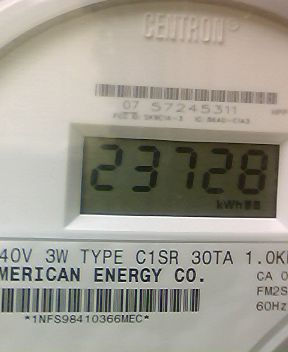 CENTRON®
07 57245311
23728
kWh
40V 3W TYPE C1SR 30TA 1.0K
MERICAN ENERGY CO.
CA 0
FM2S
60Hz
*1NFS98410366MEC*